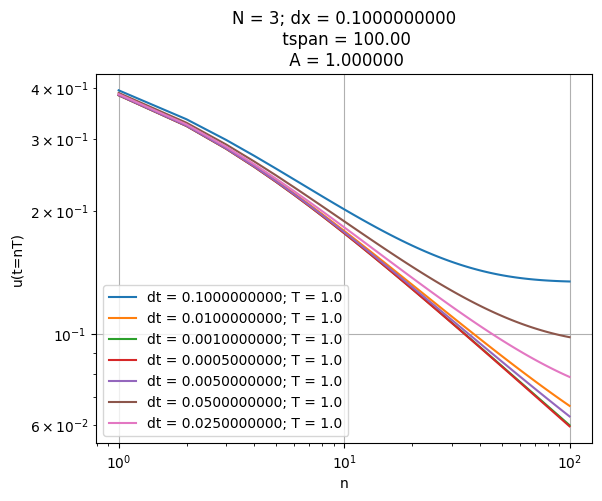 N = 3; dx = 0.1000000000
tspan = 100.00
A = 1.000000
4 × 10⁻¹
3 × 10⁻¹
2 × 10⁻¹
10⁻¹
6 × 10⁻²
u(t=nT)
dt = 0.1000000000; T = 1.0
dt = 0.0100000000; T = 1.0
dt = 0.0010000000; T = 1.0
dt = 0.0005000000; T = 1.0
dt = 0.0050000000; T = 1.0
dt = 0.0500000000; T = 1.0
dt = 0.0250000000; T = 1.0
10⁰
10¹
10²
n